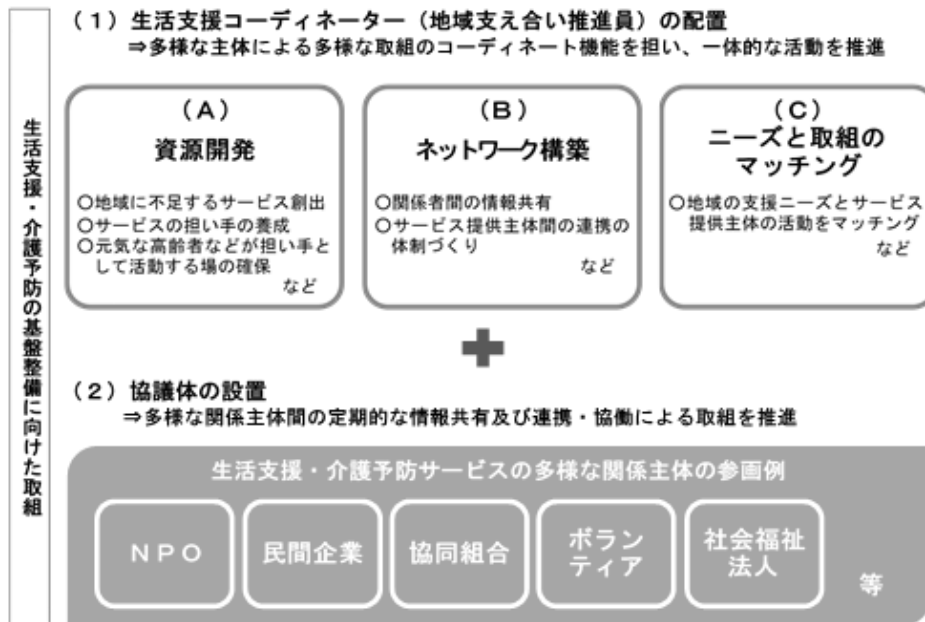 生活支援・介護予防の基盤整備に向けた取組
（１）生活支援コーディネーター（地域支え合い推進員）の配置
⇒多様な主体による多様な取組のコーディネート機能を担い、一体的な活動を推進
（Ａ）
資源開発
○地域に不足するサービス創出
○サービスの担い手の養成
○元気な高齢者などが担い手と
して活動する場の確保
など
（Ｂ）
ネットワーク構築
○関係者間の情報共有
○サービス提供主体間の連携の
体制づくり
など
（Ｃ）
ニーズと取組の
マッチング
○地域の支援ニーズとサービス
提供主体の活動をマッチング
など
（２）協議体の設置
⇒多様な関係主体間の定期的な情報共有及び連携・協働による取組を推進
生活支援・介護予防サービスの多様な関係主体の参画例
ＮＰＯ
民間企業
協同組合
ボラン
ティア
社会福祉
法人
等